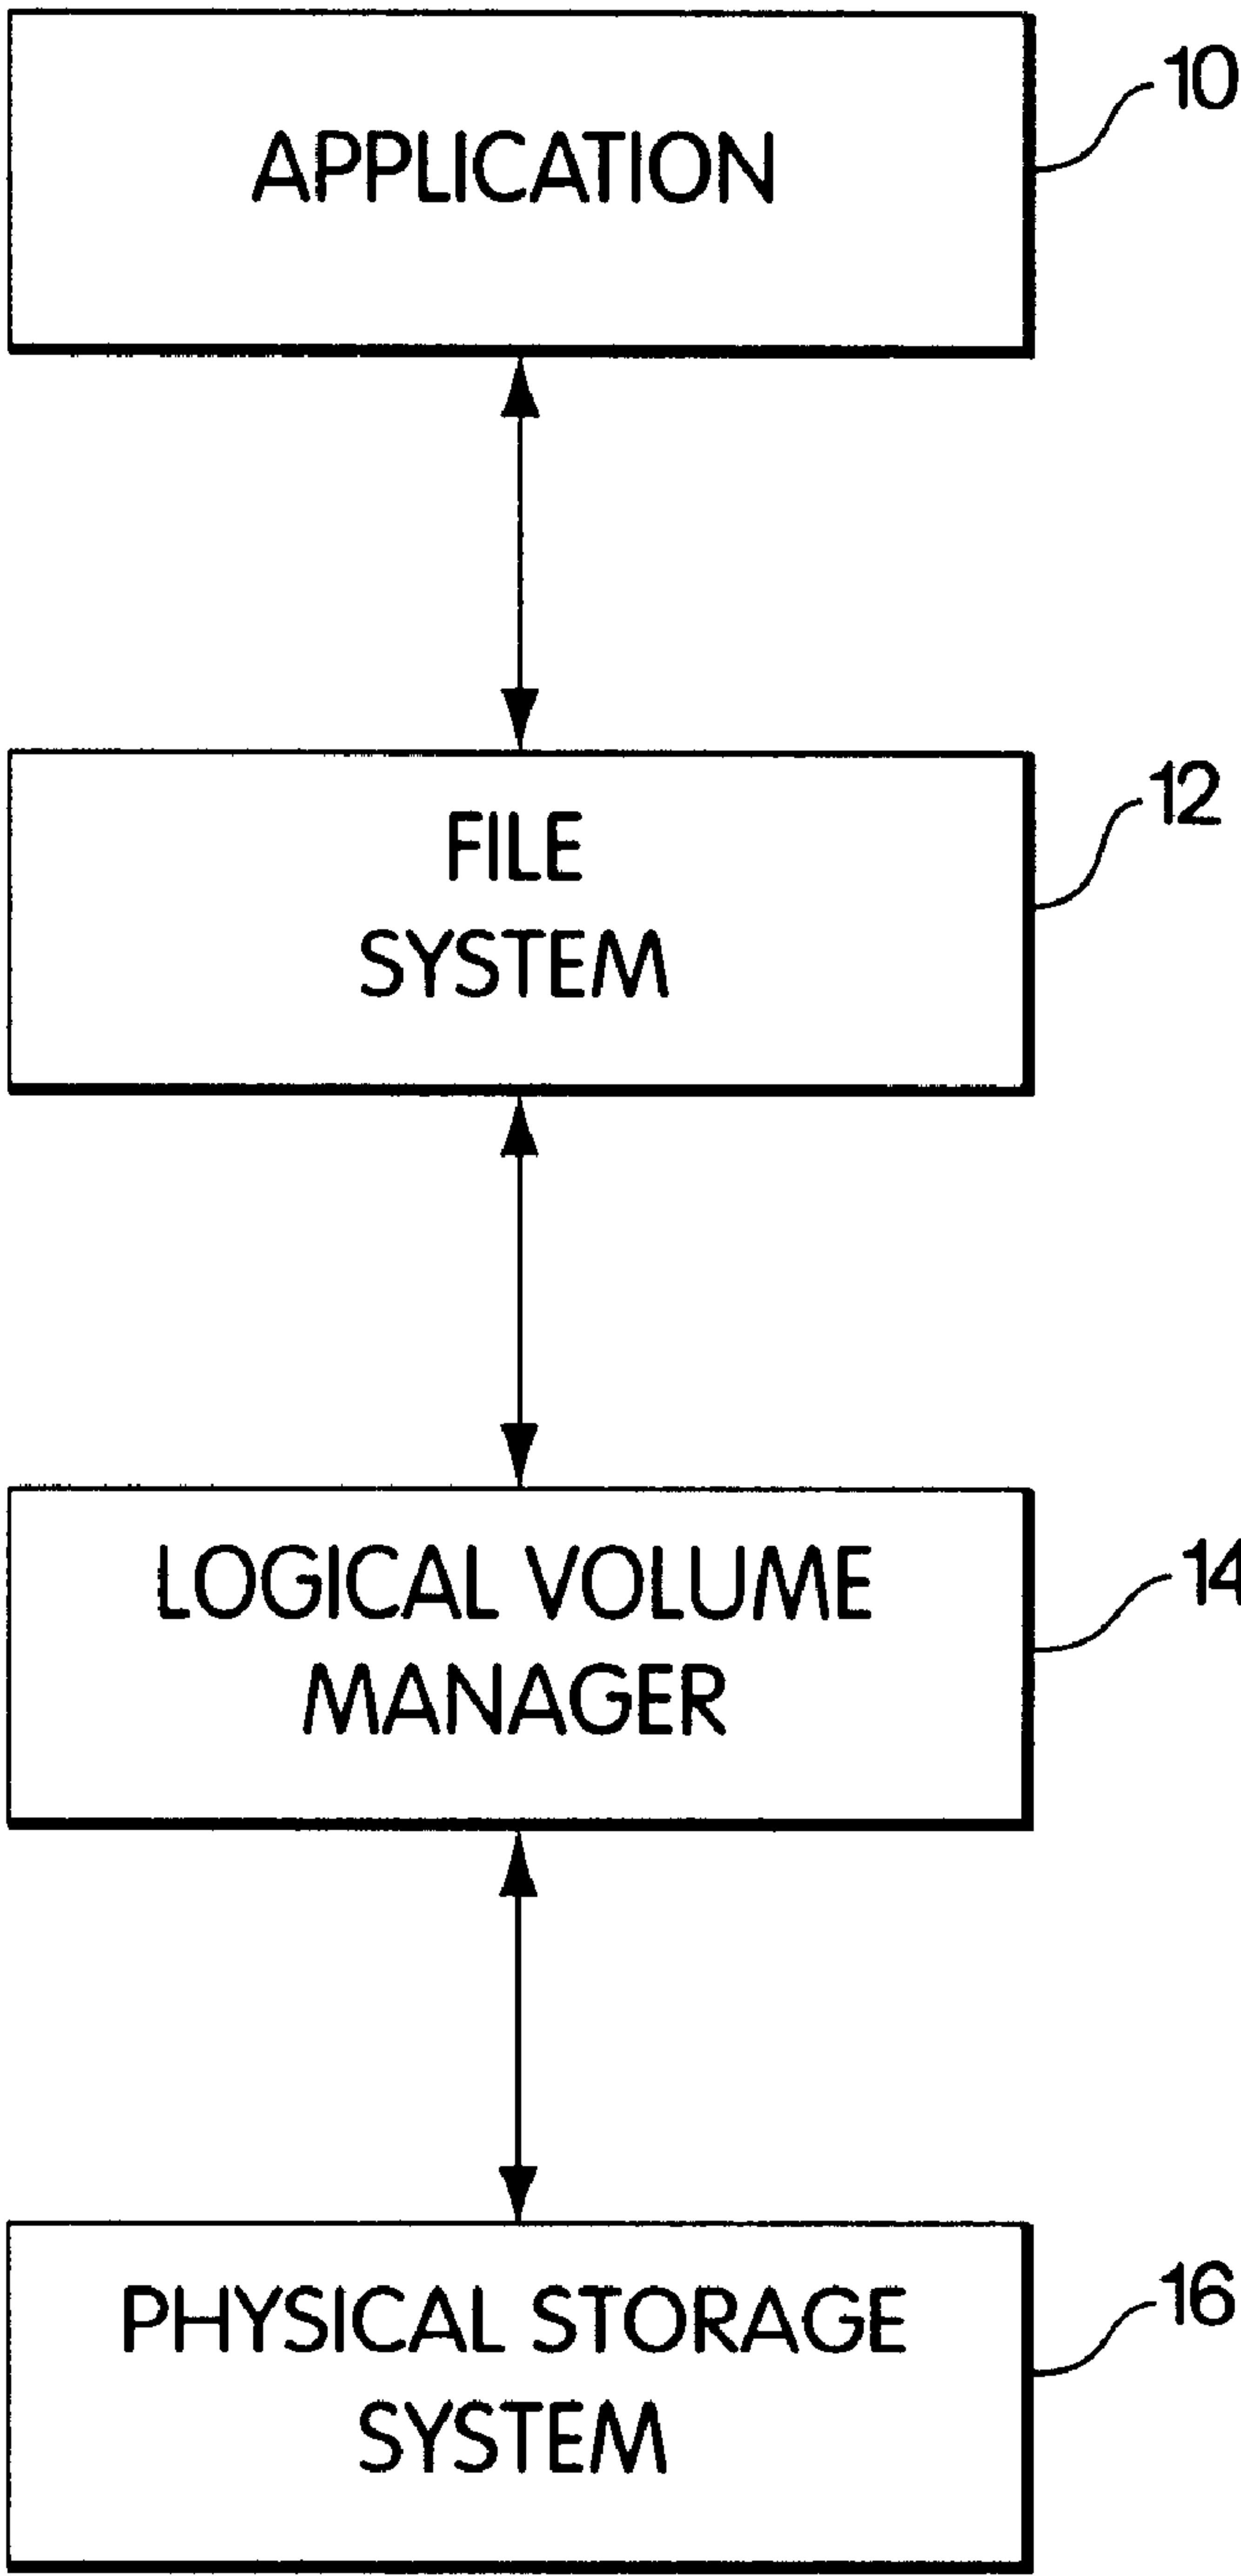 APPLICATION
10
FILE
SYSTEM
12
LOGICAL VOLUME
MANAGER
14
PHYSICAL STORAGE
SYSTEM
16